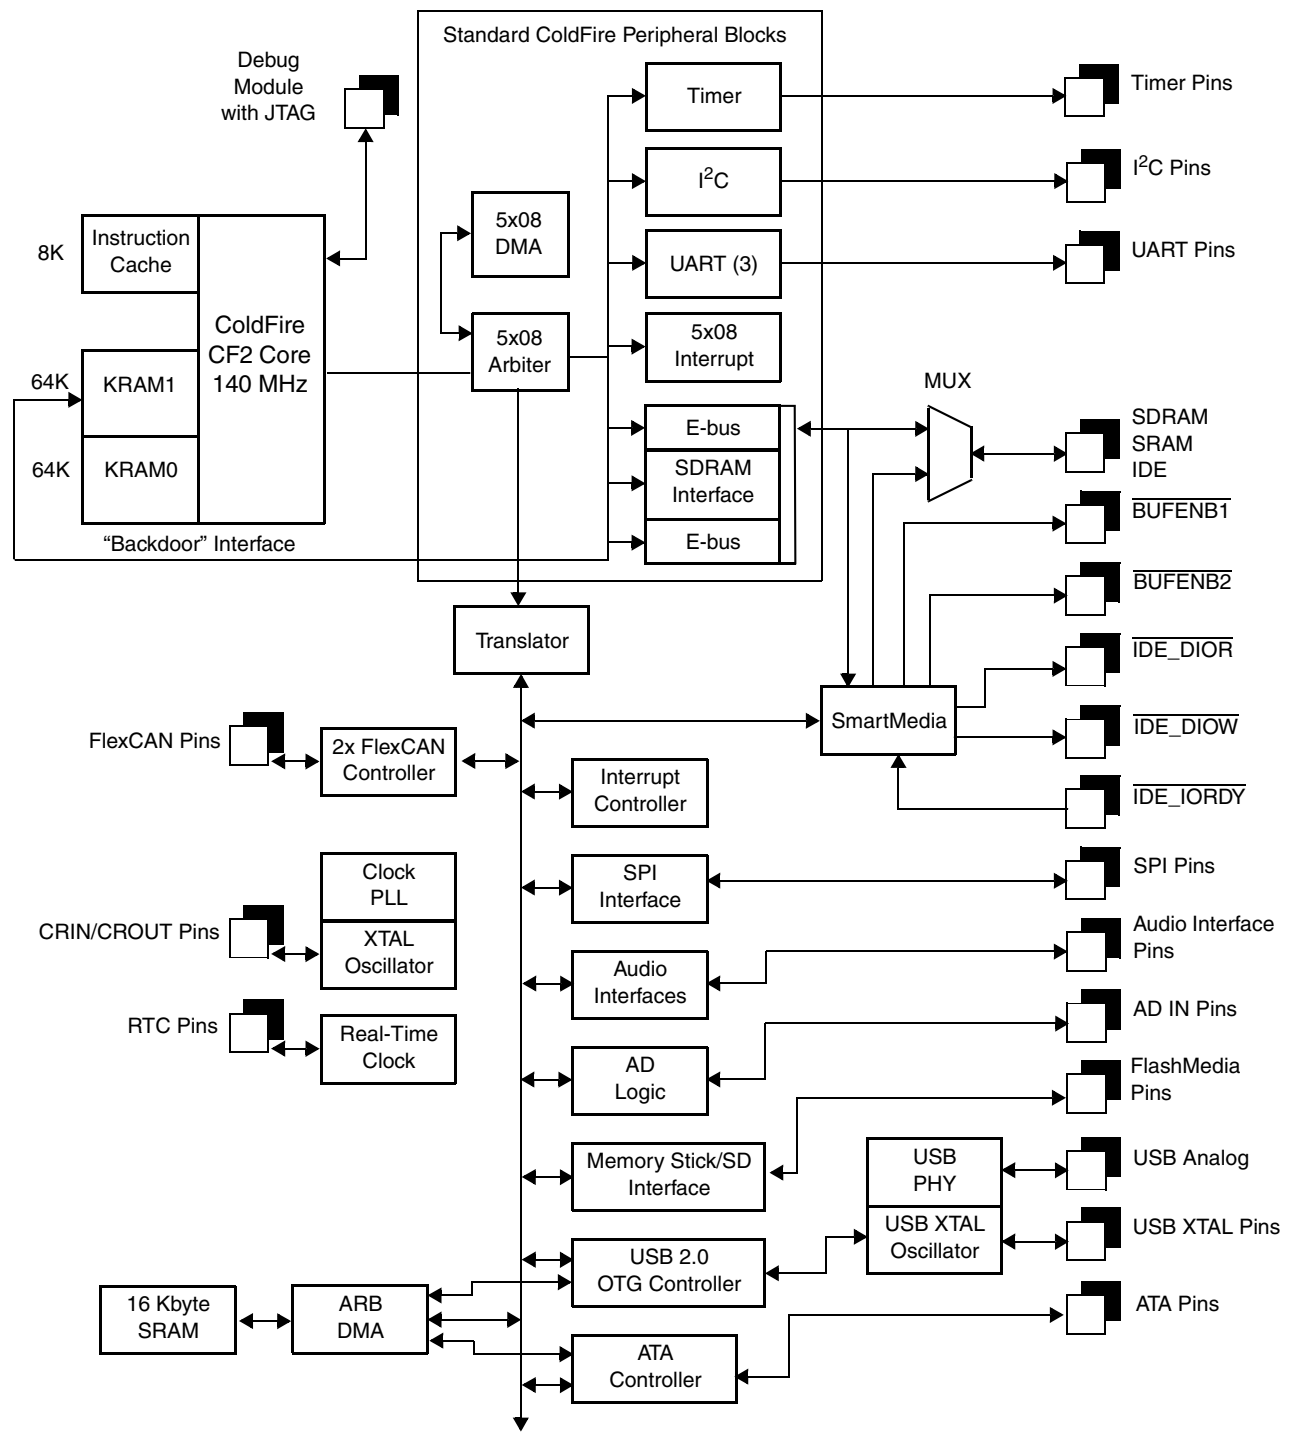 Standard ColdFire Peripheral Blocks
Debug
Module
with JTAG
Timer
Timer Pins
I2C
I2C Pins
5x08
DMA
UART (3)
UART Pins
8K
Instruction
Cache
ColdFire
CF2 Core
140 MHz
5x08
Arbiter
5x08
Interrupt
64K
KRAM1
64K
KRAM0
E-bus
SDRAM
Interface
E-bus
MUX
SDRAM
SRAM
IDE
BUFENB1
"Backdoor" Interface
BUFENB2
Translator
IDE_DIOR
SmartMedia
IDE_DIOW
FlexCAN Pins
2x FlexCAN
Controller
Interrupt
Controller
IDE_IORDY
Clock
PLL
SPI
Interface
SPI Pins
CRIN/CROUT Pins
XTAL
Oscillator
Audio
Interfaces
Audio Interface
Pins
RTC Pins
Real-Time
Clock
AD
Logic
AD IN Pins
FlashMedia
Pins
Memory Stick/SD
Interface
USB
PHY
USB Analog
USB XTAL
Oscillator
USB XTAL Pins
USB 2.0
OTG Controller
16 Kbyte
SRAM
ARB
DMA
ATA
Controller
ATA Pins